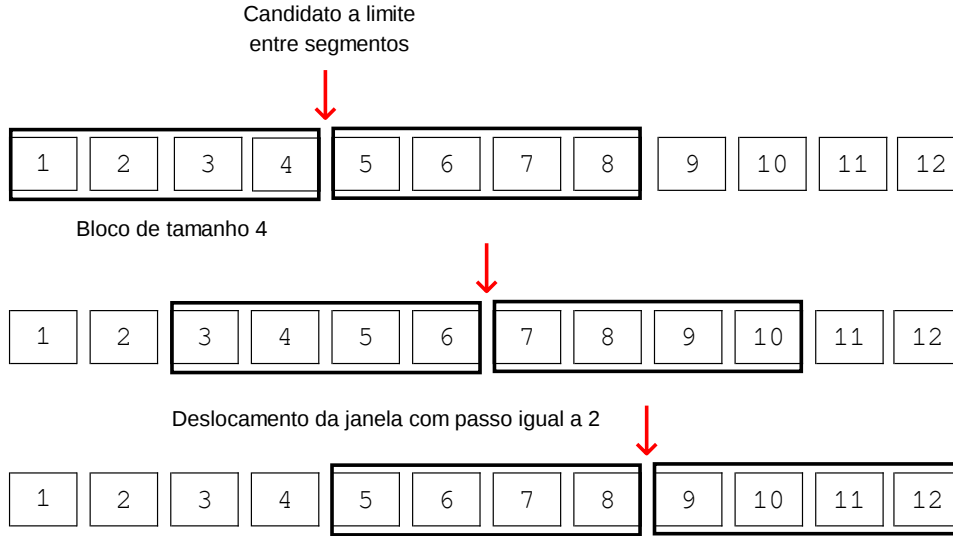 Candidato a limite
entre segmentos
1 2 3 4 5 6 7 8 9 10 11 12
Bloco de tamanho 4
1 2 3 4 5 6 7 8 9 10 11 12
Deslocamento da janela com passo igual a 2
1 2 3 4 5 6 7 8 9 10 11 12